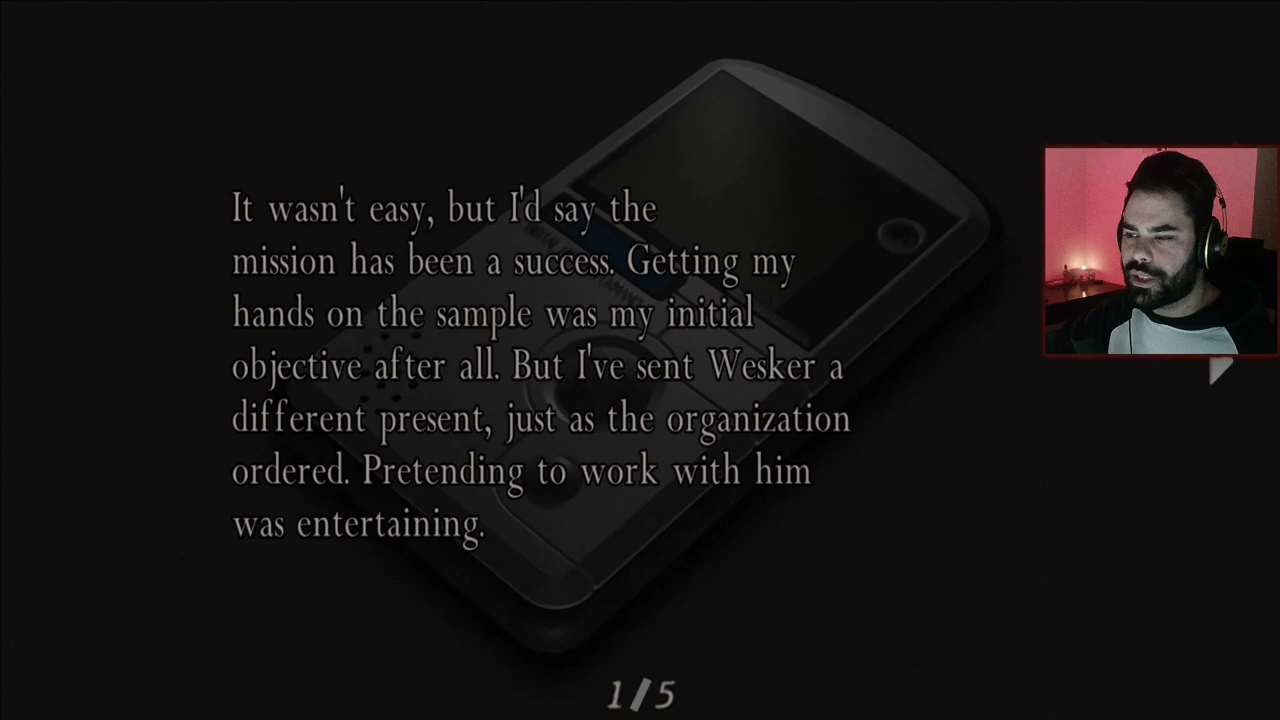 It wasn't easy, but I'd say the
mission has been a success. Getting my
hands on the sample was my initial
objective after all. But I've sent Wesker a
different present, just as the organization
ordered. Pretending to work with him
was entertaining.
1/5